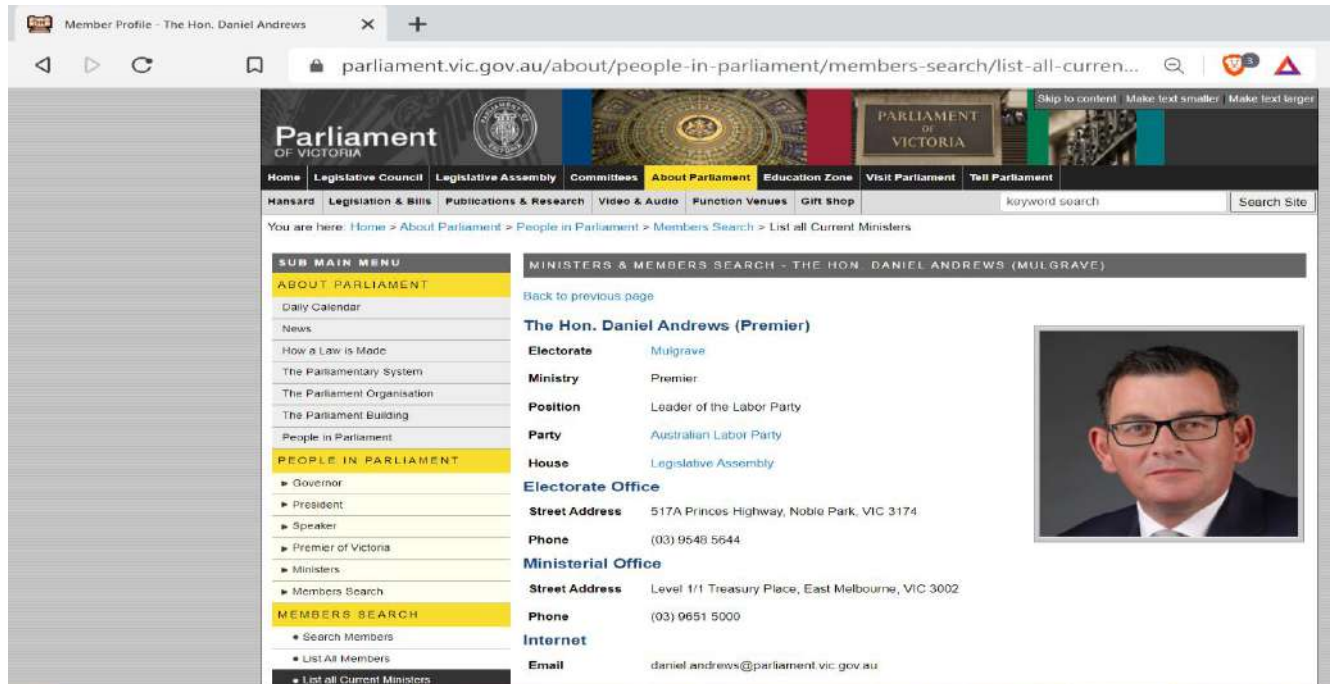 Member Profile - The Hon. Daniel Andrews
parliament.vic.gov.au/about/people-in-parliament/members-search/list-all-curren...
3
Skip to content Make text smaller Make text larger
Parliament
OF VICTORIA
PARLIAMENT
OF
VICTORIA
Home Legislative Council Legislative Assembly Committees About Parliament Education Zone Visit Parliament Tell Parliament
Hansard Legislation & Bills Publications & Research Video & Audio Function Venues Gift Shop keyword search Search Site
You are here: Home > About Parliament > People in Parliament > Members Search > List all Current Ministers
SUB MAIN MENU
ABOUT PARLIAMENT
Daily Calendar
News
How a Law is Made
The Parliamentary System
The Parliament Organisation
The Parliament Building
People in Parliament
PEOPLE IN PARLIAMENT
Governor
President
Speaker
Premier of Victoria
Ministers
Members Search
MEMBERS SEARCH
Search Members
List All Members
List all Current Ministers
MINISTERS & MEMBERS SEARCH - THE HON. DANIEL ANDREWS (MULGRAVE)
Back to previous page
The Hon. Daniel Andrews (Premier)
Electorate Mulgrave
Ministry Premier
Position Leader of the Labor Party
Party Australian Labor Party
House Legislative Assembly
Electorate Office
Street Address 517A Princes Highway, Noble Park, VIC 3174
Phone (03) 9548 5644
Ministerial Office
Street Address Level 1/1 Treasury Place, East Melbourne, VIC 3002
Phone (03) 9651 5000
Internet
Email daniel.andrews@parliament.vic.gov.au